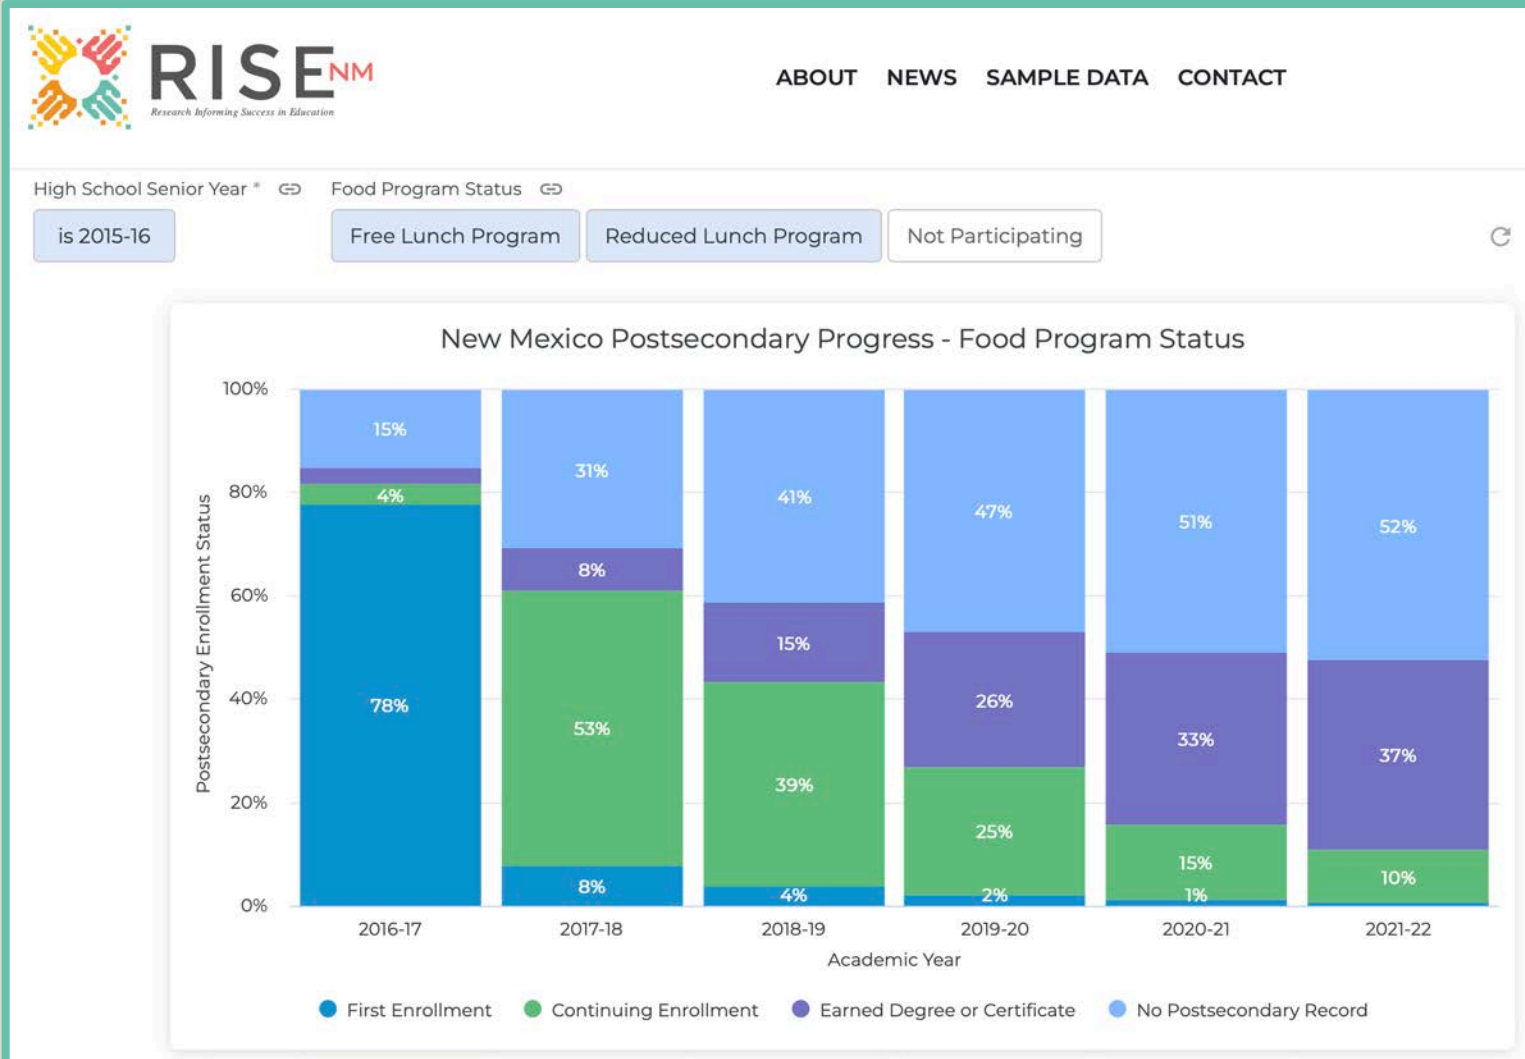 RISE NM
Research Informing Success in Education
ABOUT NEWS SAMPLE DATA CONTACT
High School Senior Year * Food Program Status
is 2015-16 Free Lunch Program Reduced Lunch Program Not Participating
New Mexico Postsecondary Progress - Food Program Status
Postsecondary Enrollment Status
100%
80%
60%
40%
20%
0%
15% 31% 41% 47% 51% 52%
4% 8% 15% 26% 33% 37%
78% 53% 39% 25% 15% 10%
8% 4% 2% 1%
2016-17 2017-18 2018-19 2019-20 2020-21 2021-22
Academic Year
First Enrollment Continuing Enrollment Earned Degree or Certificate No Postsecondary Record